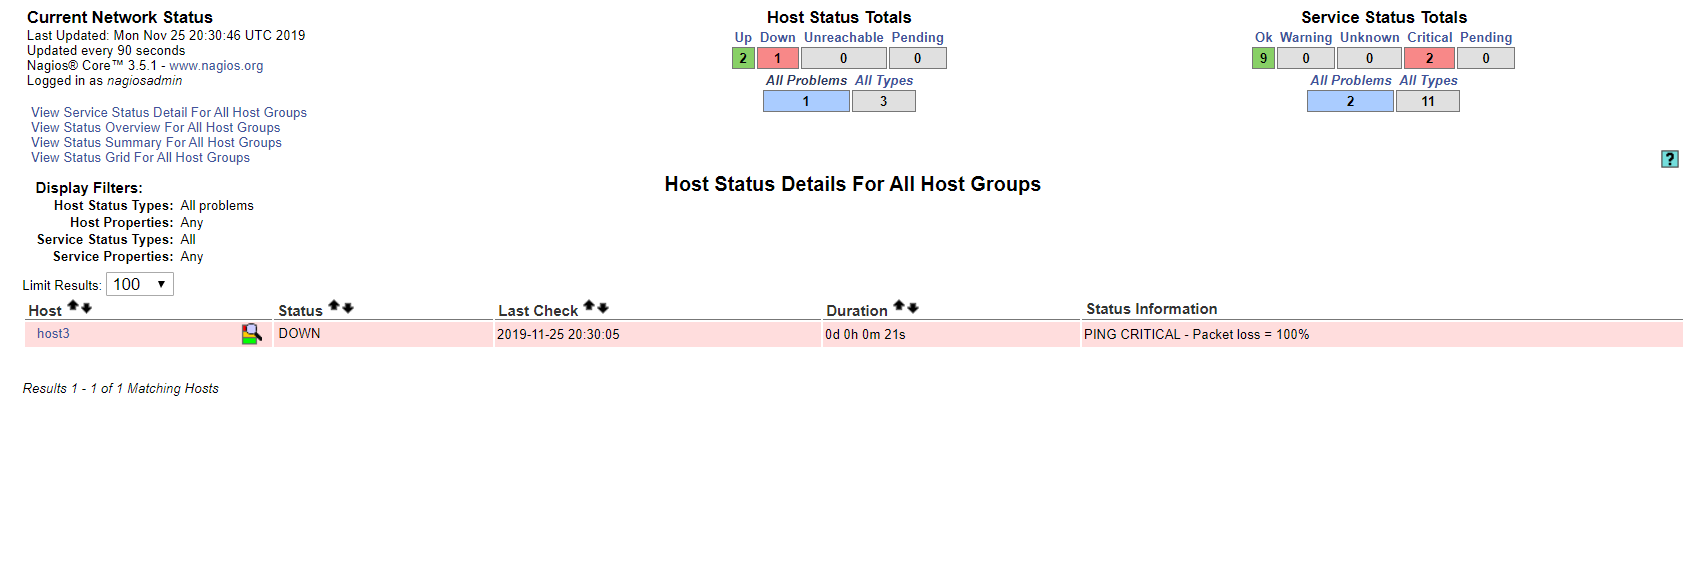 Current Network Status
Last Updated: Mon Nov 25 20:30:46 UTC 2019
Updated every 90 seconds
Nagios® Core™ 3.5.1 - www.nagios.org
Logged in as nagiosadmin
View Service Status Detail For All Host Groups
View Status Overview For All Host Groups
View Status Summary For All Host Groups
View Status Grid For All Host Groups
Host Status Totals
Up Down Unreachable Pending
2 1 0 0
All Problems All Types
1 3
Service Status Totals
Ok Warning Unknown Critical Pending
9 0 0 2 0
All Problems All Types
2 11
?
Display Filters:
Host Status Types: All problems
Host Properties: Any
Service Status Types: All
Service Properties: Any
Host Status Details For All Host Groups
Limit Results: 100
Host Status Last Check Duration Status Information
host3 DOWN 2019-11-25 20:30:05 0d 0h 0m 21s PING CRITICAL - Packet loss = 100%
Results 1 - 1 of 1 Matching Hosts